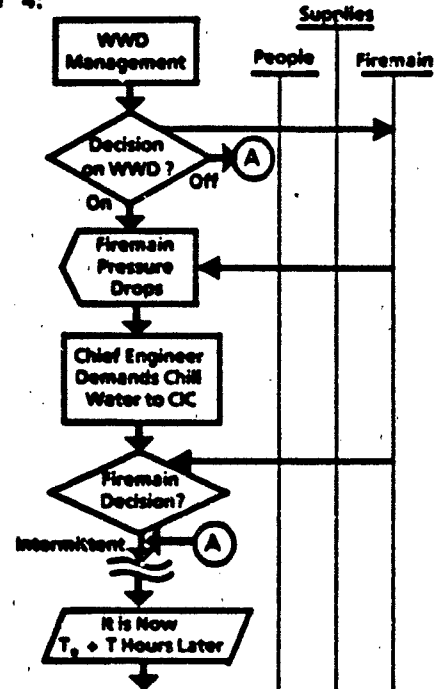 4.
Supplies
People
Firemain
WWD
Management
Decision
on WWD ?
A
Off
On
Firemain
Pressure
Drops
Chief Engineer
Demands Chill
Water to CIC
Firemain
Decision?
Intermittent
A
It is Now
T₀ + T Hours Later